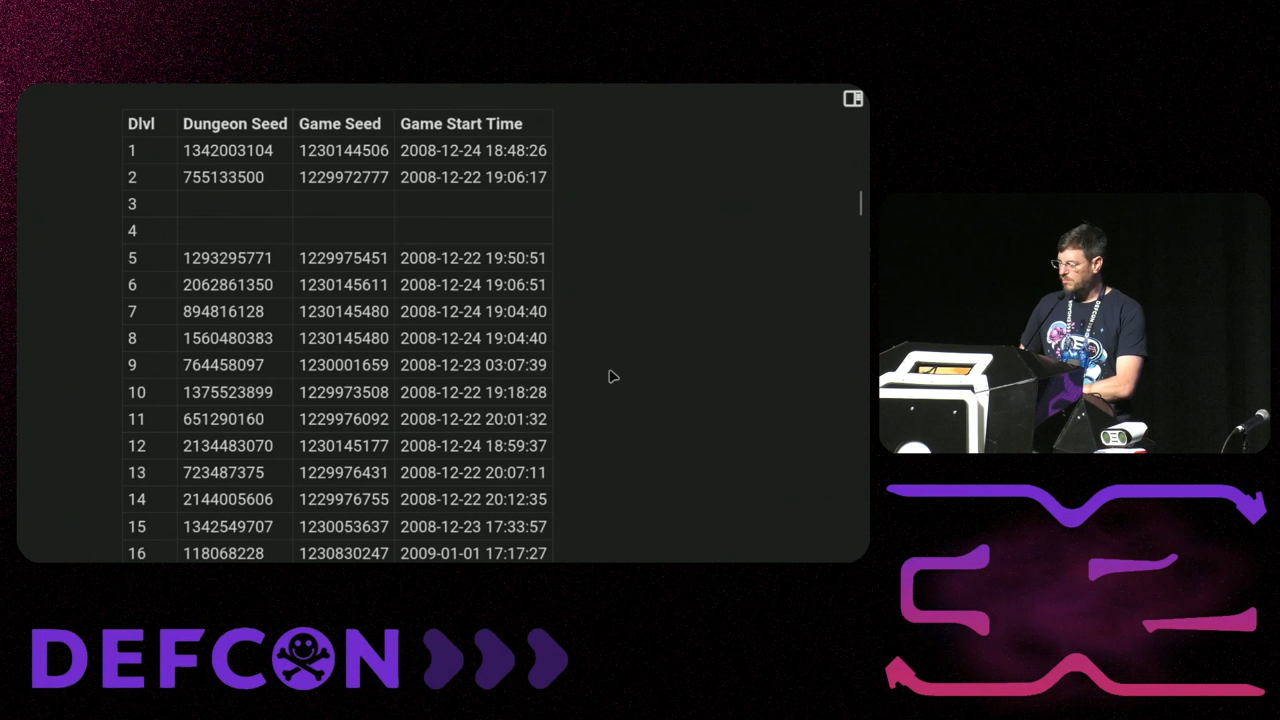 Dlvl Dungeon Seed Game Seed Game Start Time
1 1342003104 1230144506 2008-12-24 18:48:26
2 755133500 1229972777 2008-12-22 19:06:17
3
4
5 1293295771 1229975451 2008-12-22 19:50:51
6 2062861350 1230145611 2008-12-24 19:06:51
7 894816128 1230145480 2008-12-24 19:04:40
8 1560480383 1230145480 2008-12-24 19:04:40
9 764458097 1230001659 2008-12-23 03:07:39
10 1375523899 1229973508 2008-12-22 19:18:28
11 651290160 1229976092 2008-12-22 20:01:32
12 2134483070 1230145177 2008-12-24 18:59:37
13 723487375 1229976431 2008-12-22 20:07:11
14 2144005606 1229976755 2008-12-22 20:12:35
15 1342549707 1230053637 2008-12-23 17:33:57
16 118068228 1230830247 2009-01-01 17:17:27
DEFCON